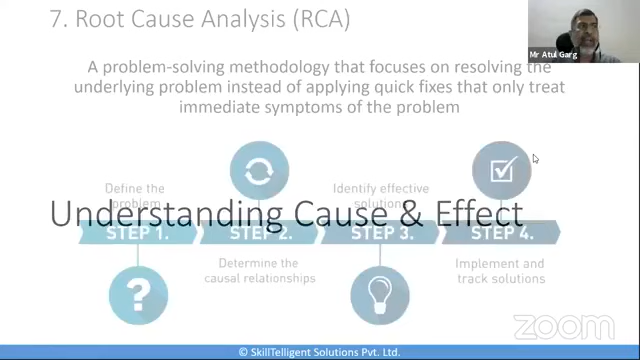 7. Root Cause Analysis (RCA)
Mr Atul Garg
A problem-solving methodology that focuses on resolving the
underlying problem instead of applying quick fixes that only treat
immediate symptoms of the problem
Define the
problem
Identify effective
solutions
Understanding Cause & Effect
STEP 1.
STEP 2.
STEP 3.
STEP 4.
?
Determine the
causal relationships
Implement and
track solutions
zoom
© SkillTelligent Solutions Pvt. Ltd.